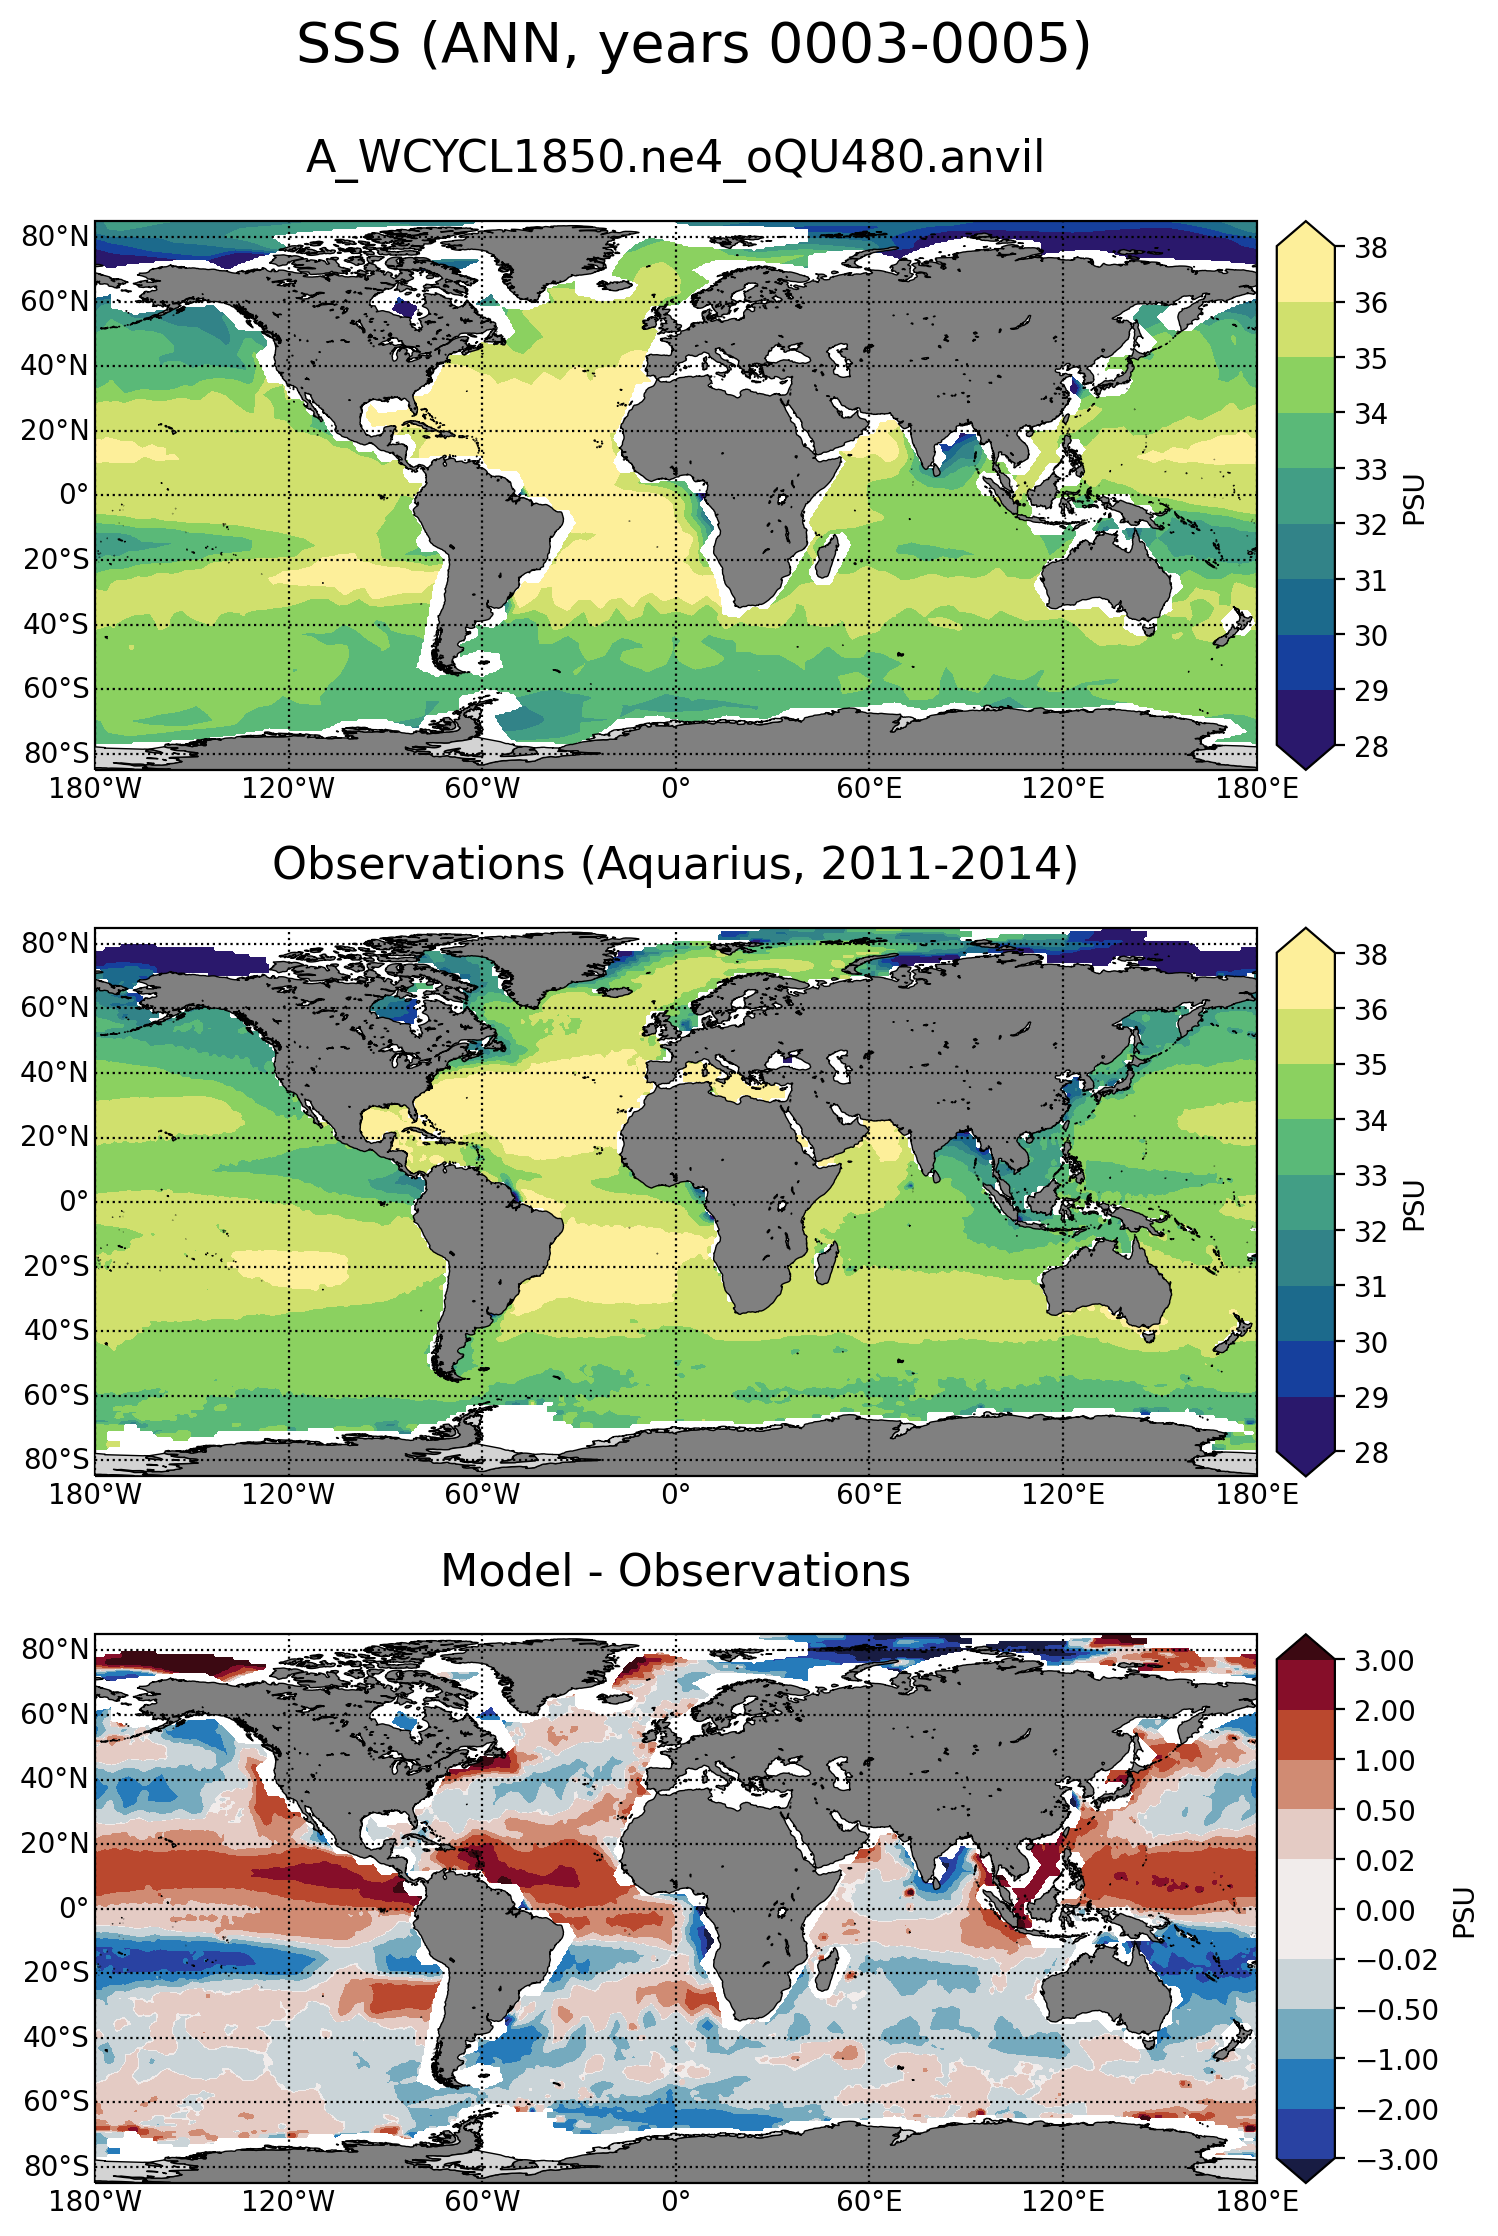 SSS (ANN, years 0003-0005)
A_WCYCL1850.ne4_oQU480.anvil
80°N
60°N
40°N
20°N
0°
20°S
40°S
60°S
80°S
180°W 120°W 60°W 0° 60°E 120°E 180°E
38
36
35
34
33
32
31
30
29
28
PSU
Observations (Aquarius, 2011-2014)
80°N
60°N
40°N
20°N
0°
20°S
40°S
60°S
80°S
180°W 120°W 60°W 0° 60°E 120°E 180°E
38
36
35
34
33
32
31
30
29
28
PSU
Model - Observations
80°N
60°N
40°N
20°N
0°
20°S
40°S
60°S
80°S
180°W 120°W 60°W 0° 60°E 120°E 180°E
3.00
2.00
1.00
0.50
0.02
0.00
−0.02
−0.50
−1.00
−2.00
−3.00
PSU